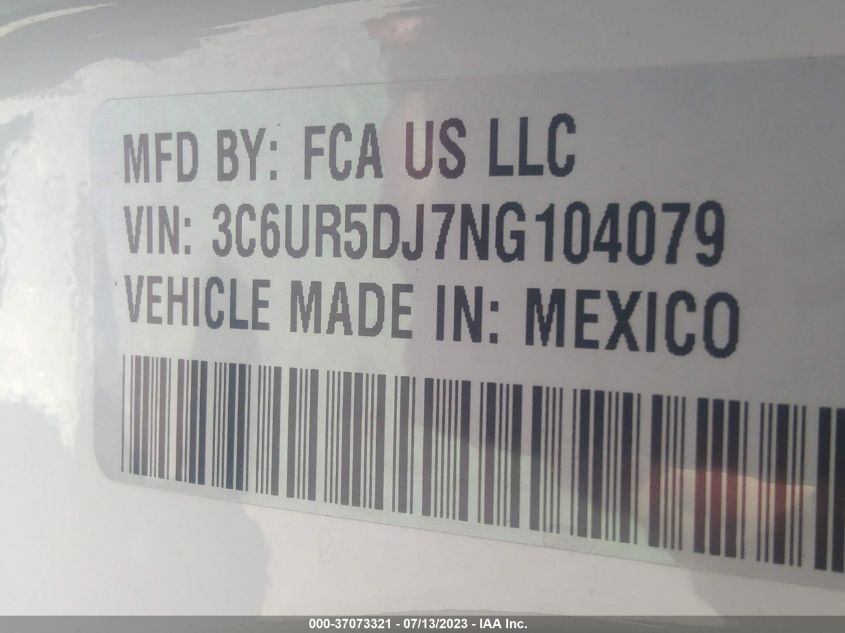 MFD BY: FCA US LLC
VIN: 3C6UR5DJ7NG104079
VEHICLE MADE IN: MEXICO
000-37073321 - 07/13/2023 - IAA Inc.